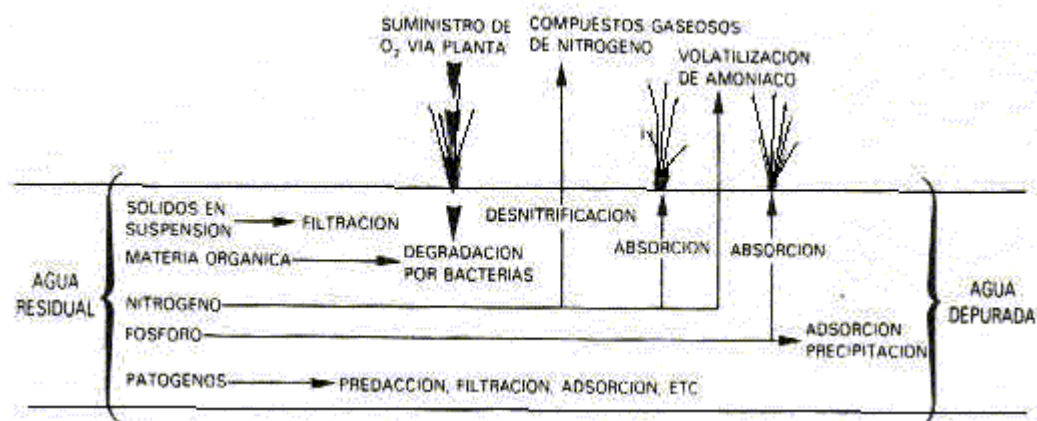 SUMINISTRO DE
O₂ VIA PLANTA
COMPUESTOS GASEOSOS
DE NITROGENO
VOLATILIZACION
DE AMONIACO
SOLIDOS EN
SUSPENSION
FILTRACION
DESNITRIFICACION
ABSORCION
ABSORCION
MATERIA ORGANICA
DEGRADACION
POR BACTERIAS
AGUA
RESIDUAL
NITROGENO
AGUA
DEPURADA
FOSFORO
ADSORCION
PRECIPITACION
PATOGENOS
PREDACCION, FILTRACION, ADSORCION, ETC